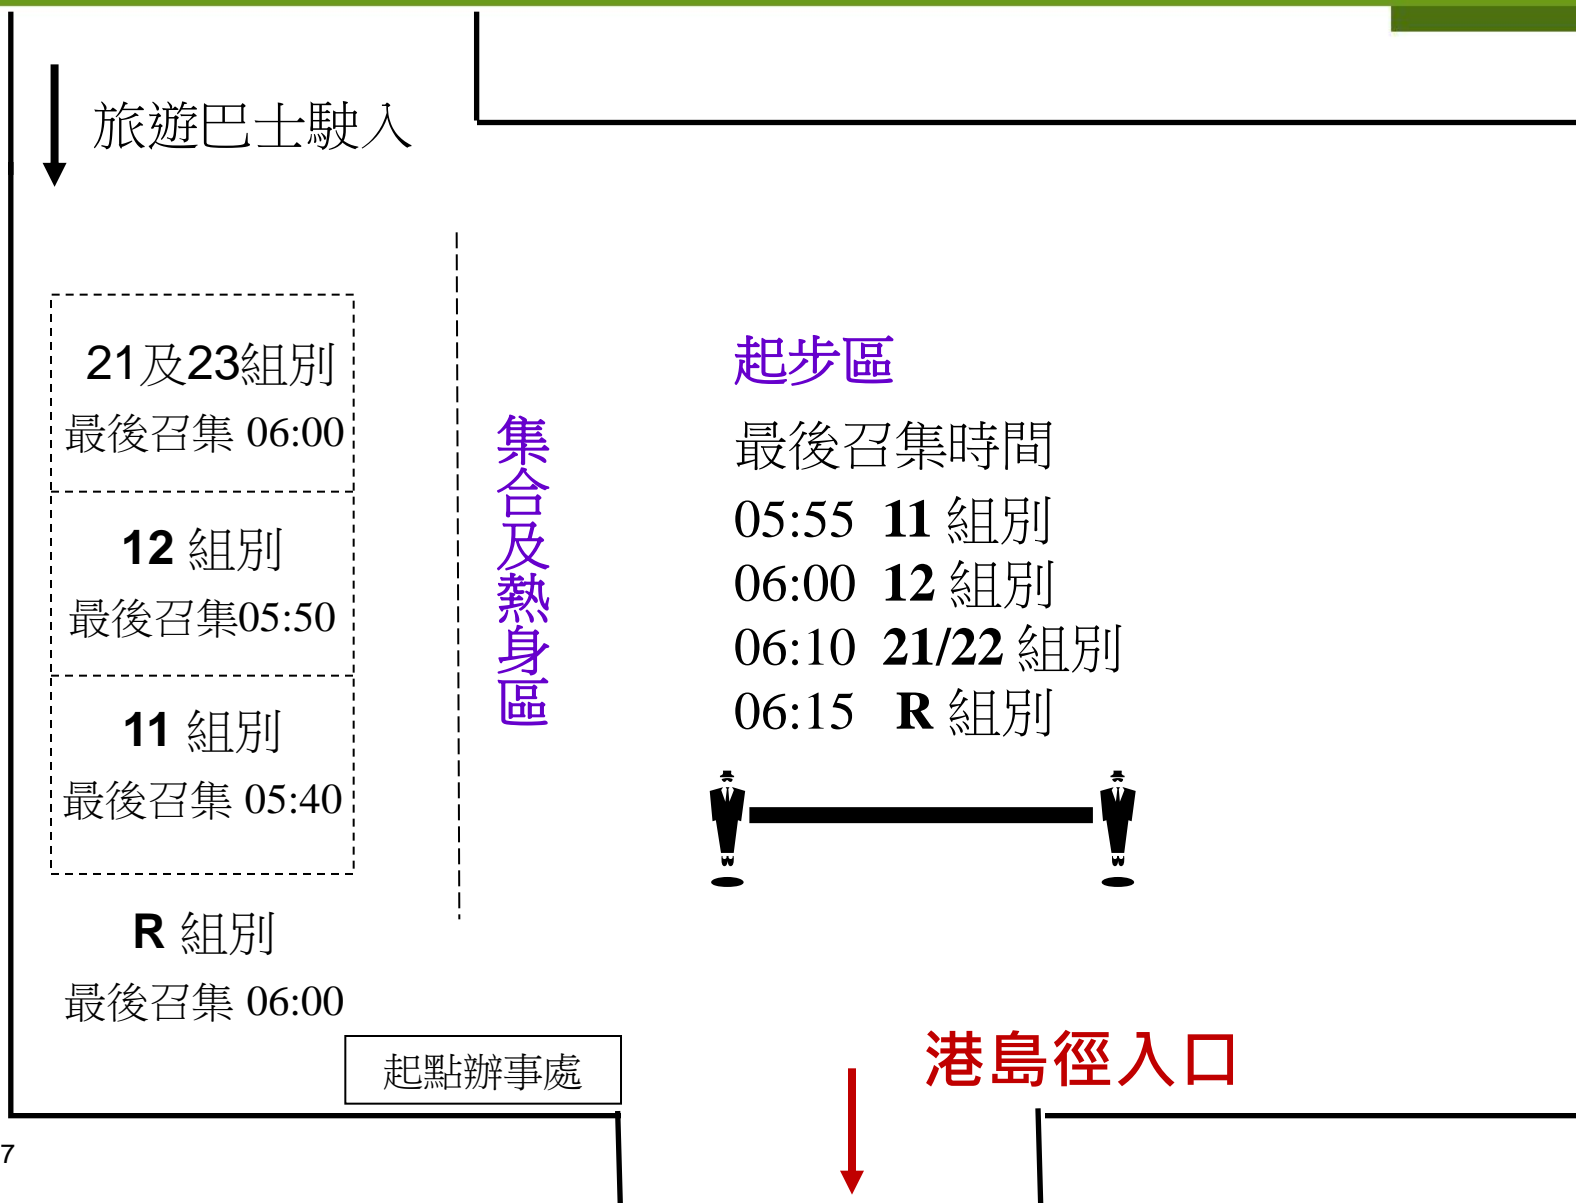 旅遊巴士駛入
21及23組別
最後召集 06:00
12 組別
最後召集05:50
11 組別
最後召集 05:40
R 組別
最後召集 06:00
集合及熱身區
起步區
最後召集時間
05:55 11 組別
06:00 12 組別
06:10 21/22 組別
06:15 R 組別
起點辦事處
港島徑入口
7